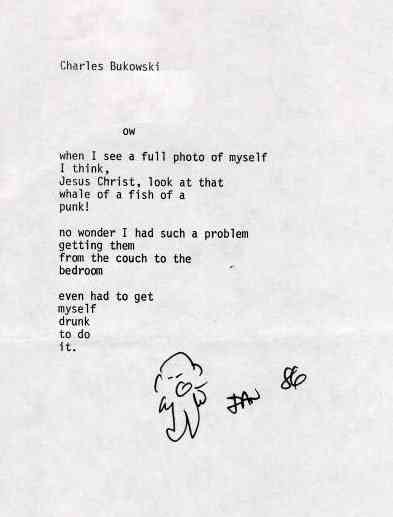 Charles Bukowski
ow
when I see a full photo of myself
I think,
Jesus Christ, look at that
whale of a fish of a
punk!
no wonder I had such a problem
getting them
from the couch to the
bedroom
even had to get
myself
drunk
to do
it.
JAN 86